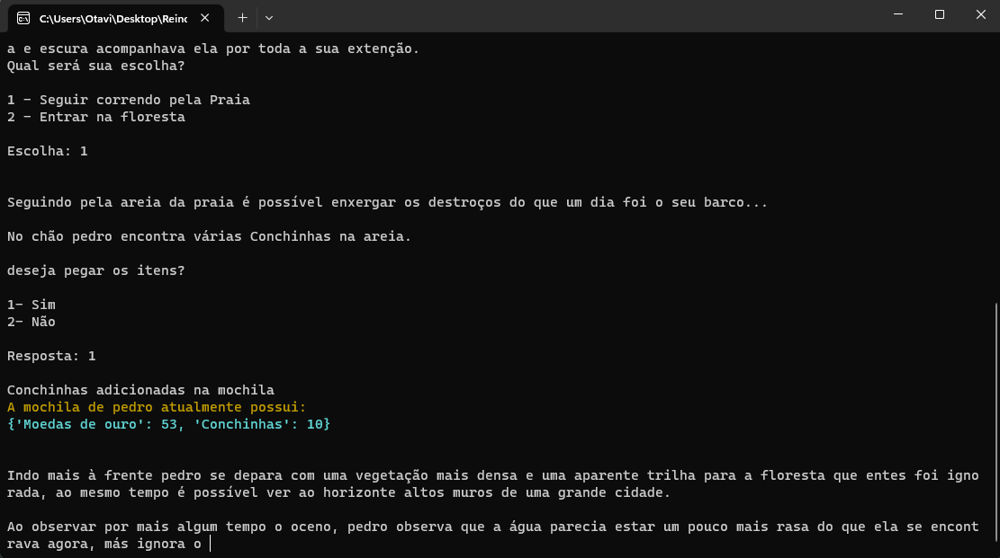 C:\Users\Otavi\Desktop\Reinc
a e escura acompanhava ela por toda a sua extenção.
Qual será sua escolha?
1 - Seguir correndo pela Praia
2 - Entrar na floresta
Escolha: 1
Seguindo pela areia da praia é possível enxergar os destroços do que um dia foi o seu barco...
No chão pedro encontra várias Conchinhas na areia.
deseja pegar os itens?
1- Sim
2- Não
Resposta: 1
Conchinhas adicionadas na mochila
A mochila de pedro atualmente possui:
{'Moedas de ouro': 53, 'Conchinhas': 10}
Indo mais à frente pedro se depara com uma vegetação mais densa e uma aparente trilha para a floresta que entes foi igno
rada, ao mesmo tempo é possível ver ao horizonte altos muros de uma grande cidade.
Ao observar por mais algum tempo o oceno, pedro observa que a água parecia estar um pouco mais rasa do que ela se encont
rava agora, más ignora o